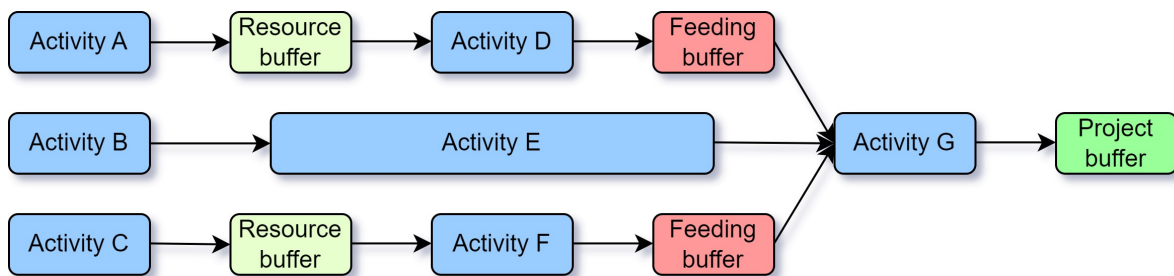 Activity A
Resource
buffer
Activity D
Feeding
buffer
Activity B
Activity E
Activity G
Project
buffer
Activity C
Resource
buffer
Activity F
Feeding
buffer